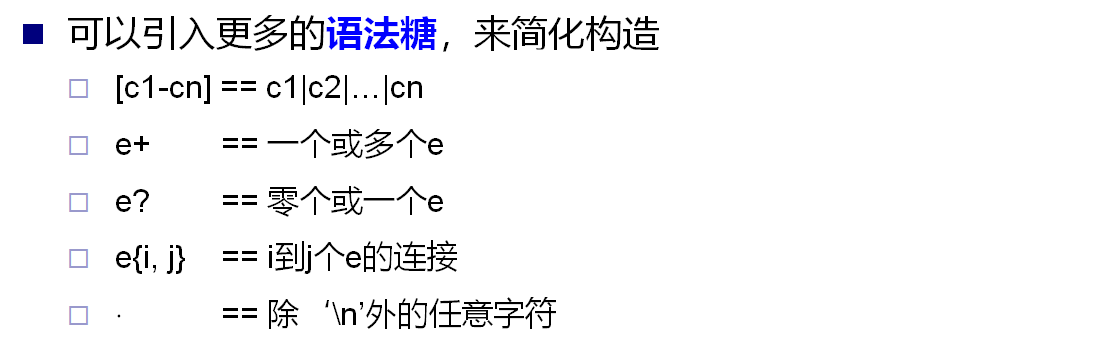 可以引入更多的语法糖，来简化构造
[c1-cn] == c1|c2|…|cn
e+ == 一个或多个e
e? == 零个或一个e
e{i, j} == i到j个e的连接
· == 除‘\n’外的任意字符